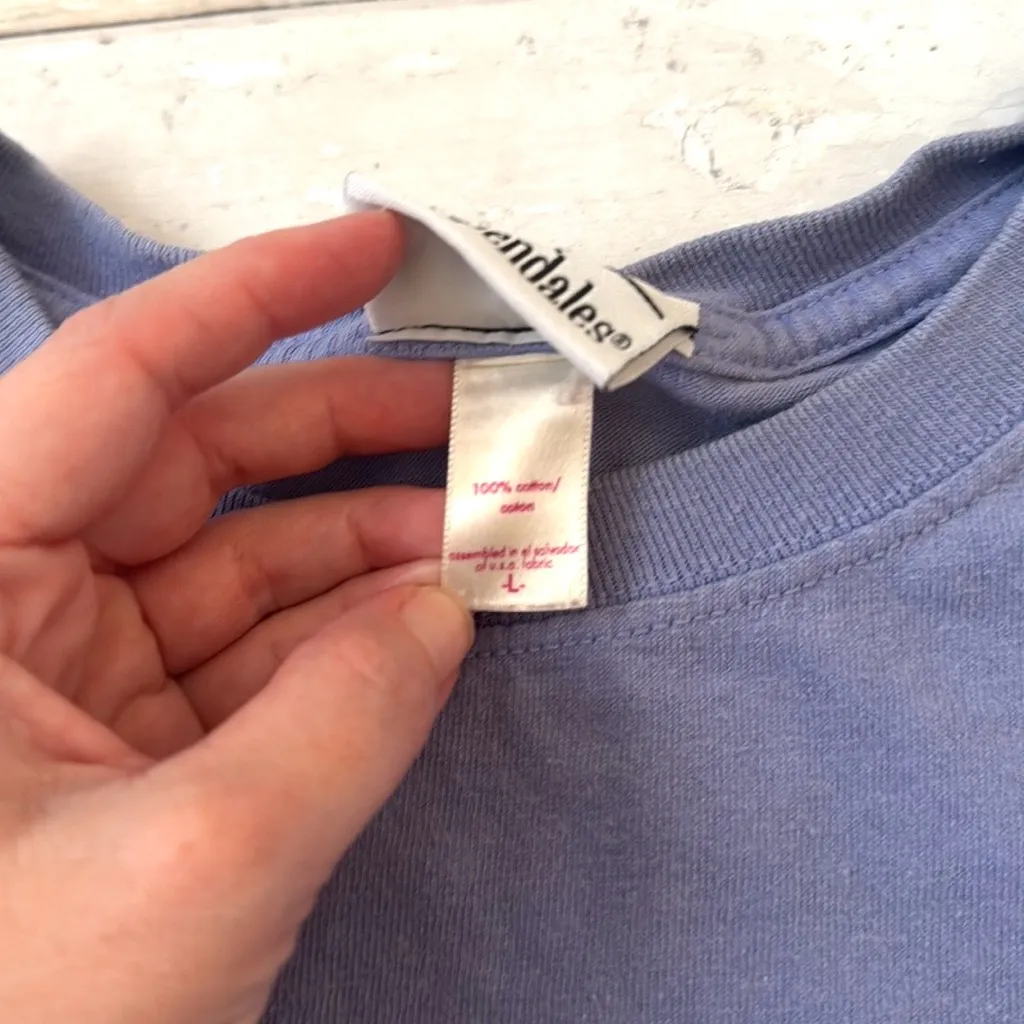 endales®
100% cotton/
coton
assembled in el salvador
of u.s.a. fabric
-L-